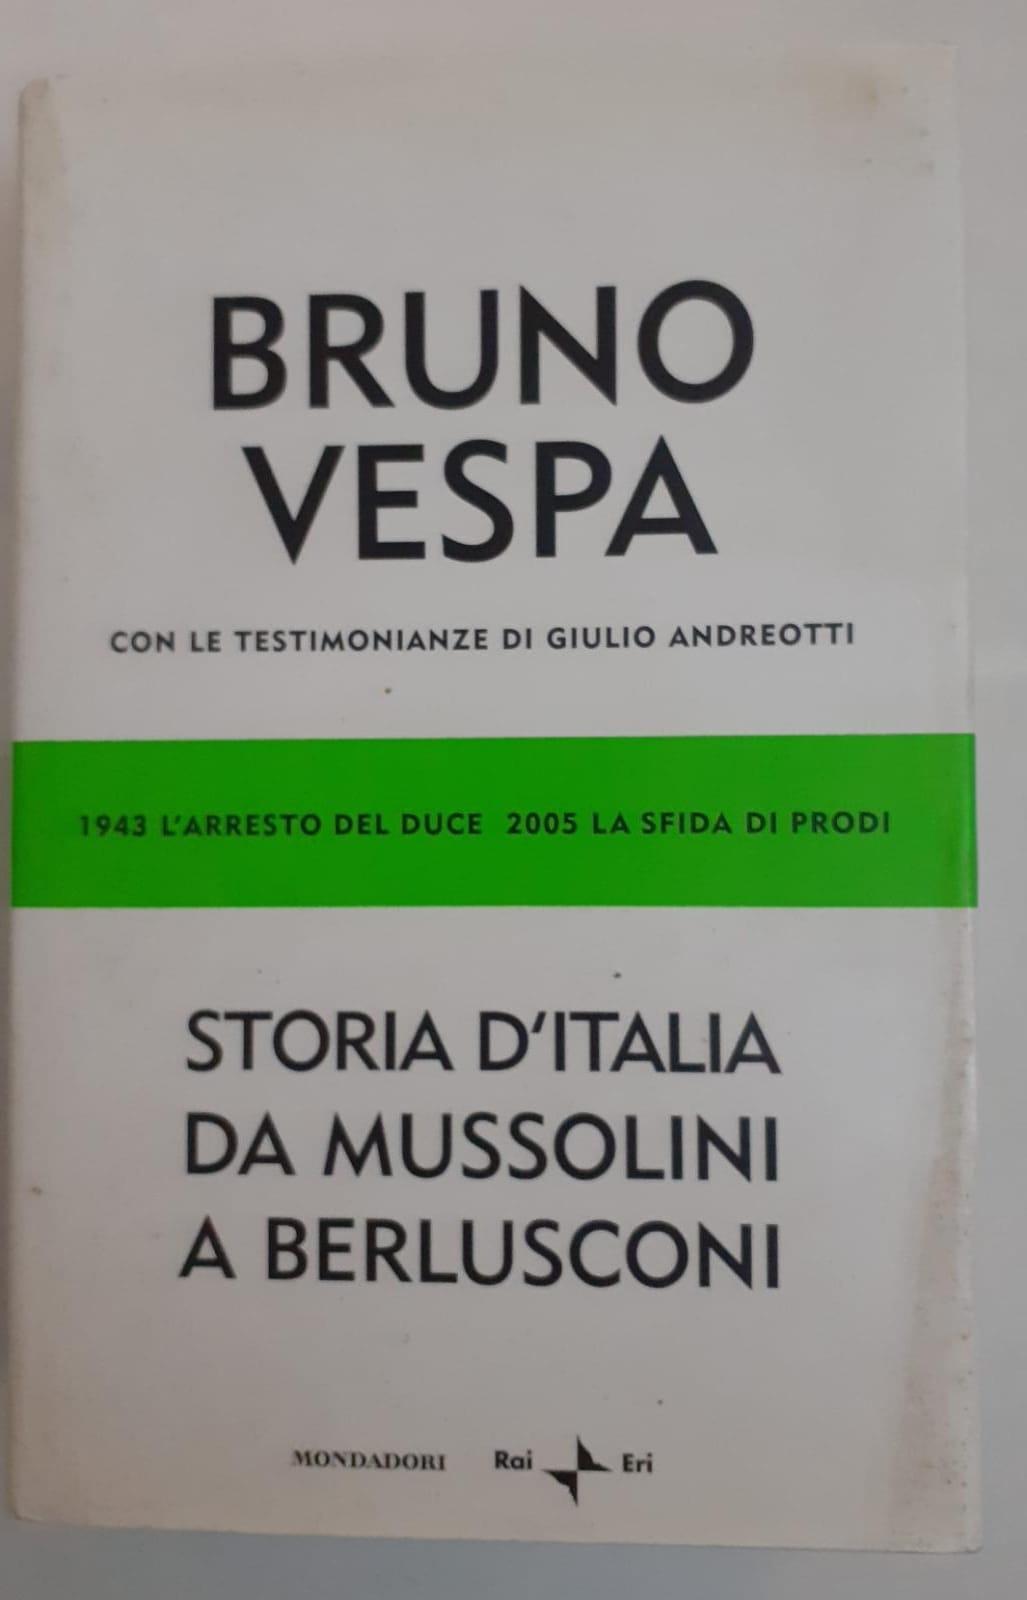 BRUNO
VESPA
CON LE TESTIMONIANZE DI GIULIO ANDREOTTI
1943 L'ARRESTO DEL DUCE 2005 LA SFIDA DI PRODI
STORIA D'ITALIA
DA MUSSOLINI
A BERLUSCONI
MONDADORI Rai Eri